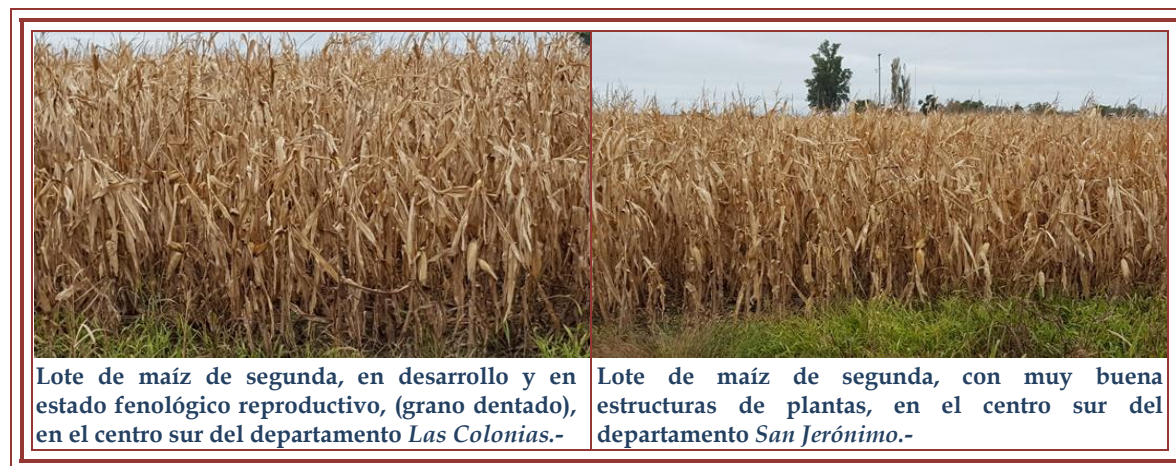 Lote de maíz de segunda, en desarrollo y en
estado fenológico reproductivo, (grano dentado),
en el centro sur del departamento Las Colonias.-
Lote de maíz de segunda, con muy buena
estructuras de plantas, en el centro sur del
departamento San Jerónimo.-